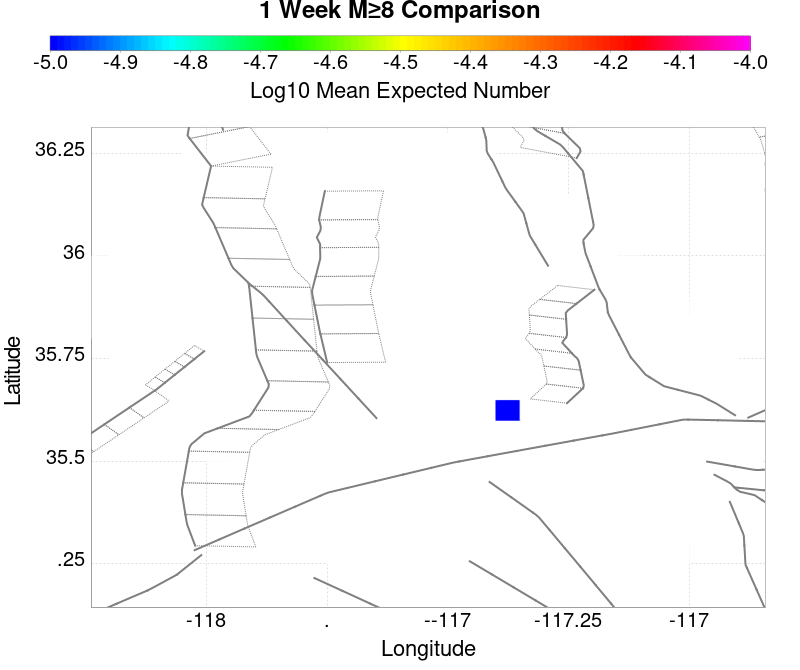 1 Week M≥8 Comparison
-5.0 -4.9 -4.8 -4.7 -4.6 -4.5 -4.4 -4.3 -4.2 -4.1 -4.0
Log10 Mean Expected Number
36.25
36
35.75
35.5
.25
Latitude
-118 . --117 -117.25 -117
Longitude